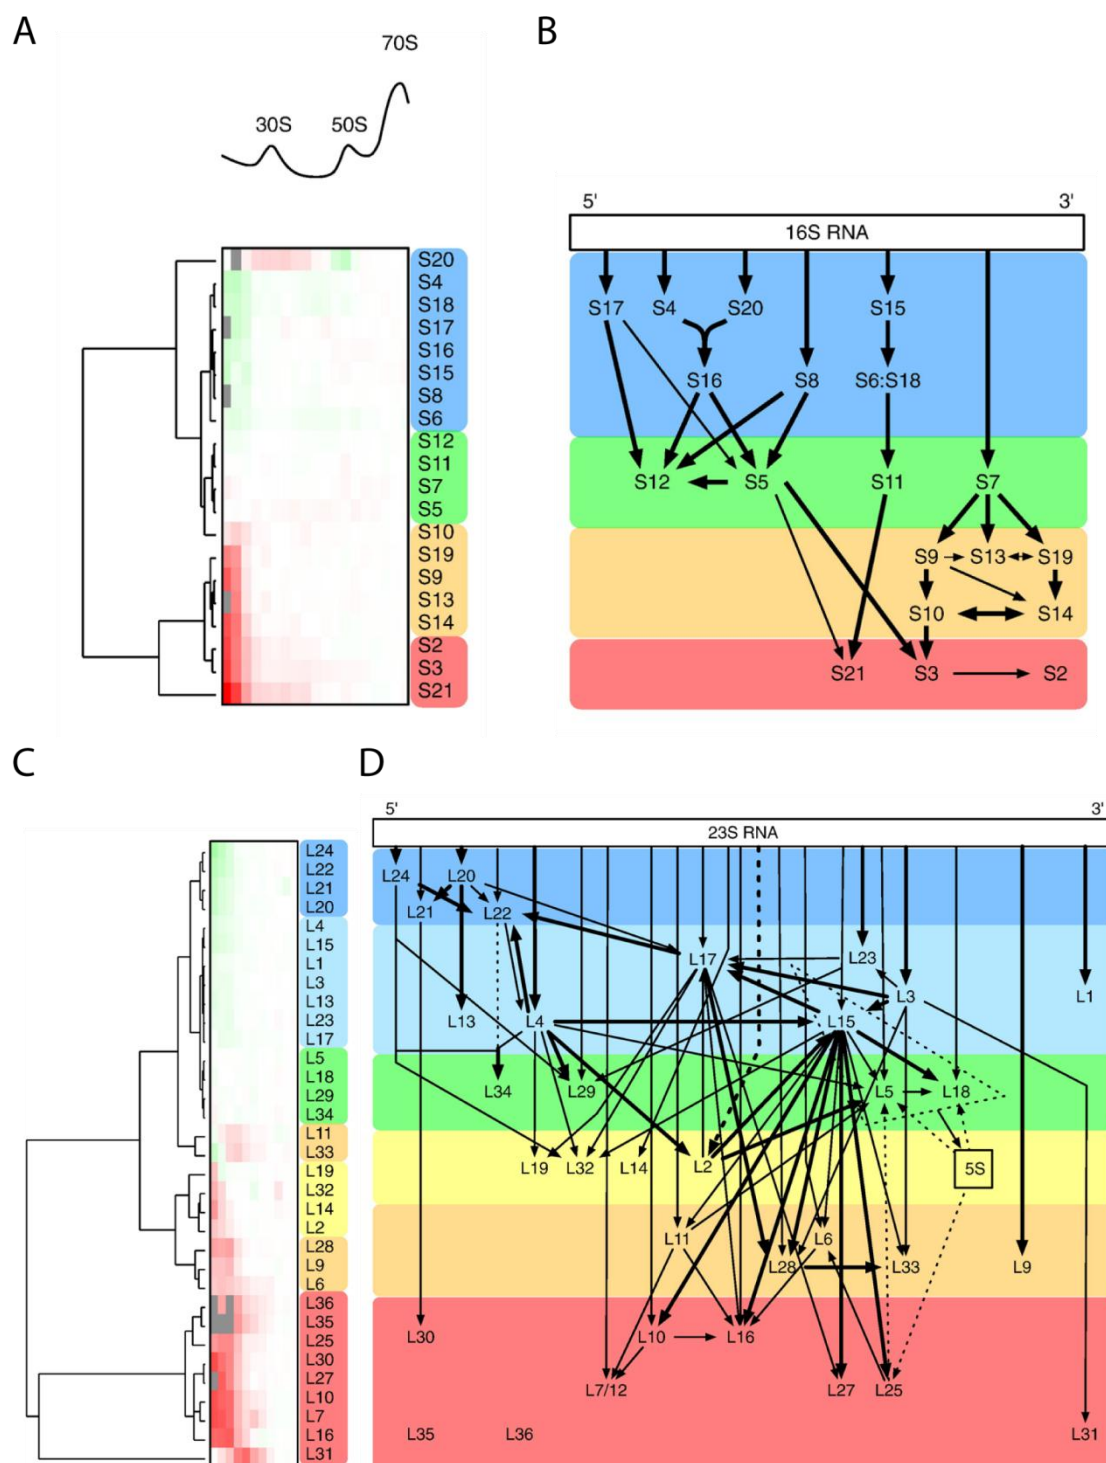 A
70S
30S
50S
S20
S4
S18
S17
S16
S15
S8
S6
S12
S11
S7
S5
S10
S19
S9
S13
S14
S2
S3
S21
B
5' 3'
16S RNA
S17 S4 S20 S15
S16 S8 S6:S18
S12 S5 S11 S7
S9 S13 S19
S10 S14
S21 S3 S2
C
L24
L22
L21
L20
L4
L15
L1
L3
L13
L23
L17
L5
L18
L29
L34
L11
L33
L19
L32
L14
L2
L28
L9
L6
L36
L35
L25
L30
L27
L10
L7
L16
L31
D
5' 3'
23S RNA
L24 L20
L21 L22
L17 L23
L3 L1
L13 L4 L15
L34 L29 L5 L18
L19 L32 L14 L2 5S
L11 L6
L28 L33 L9
L30 L10 L16
L7/12 L27 L25
L35 L36 L31